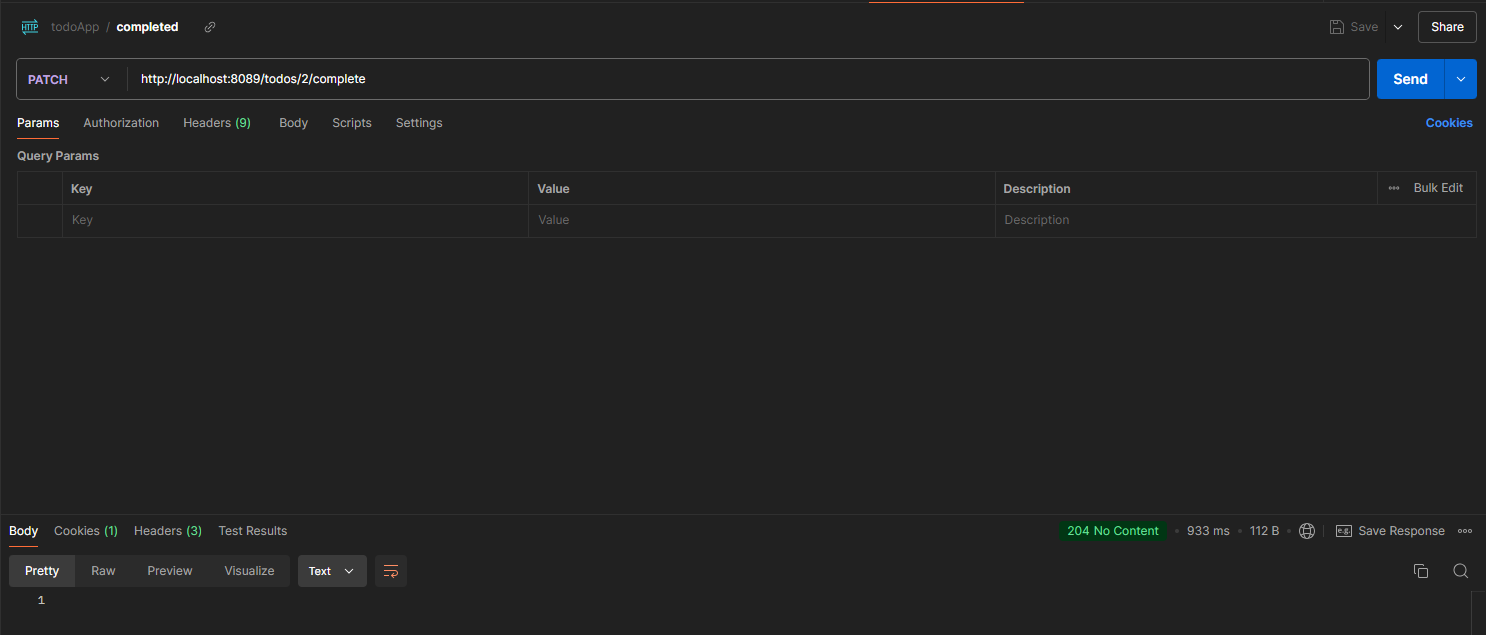 HTTP todoApp / completed Save Share
PATCH http://localhost:8089/todos/2/complete Send
Params Authorization Headers (9) Body Scripts Settings Cookies
Query Params
Key Value Description Bulk Edit
Key Value Description
Body Cookies (1) Headers (3) Test Results 204 No Content 933 ms 112 B e.g. Save Response
Pretty Raw Preview Visualize Text
1